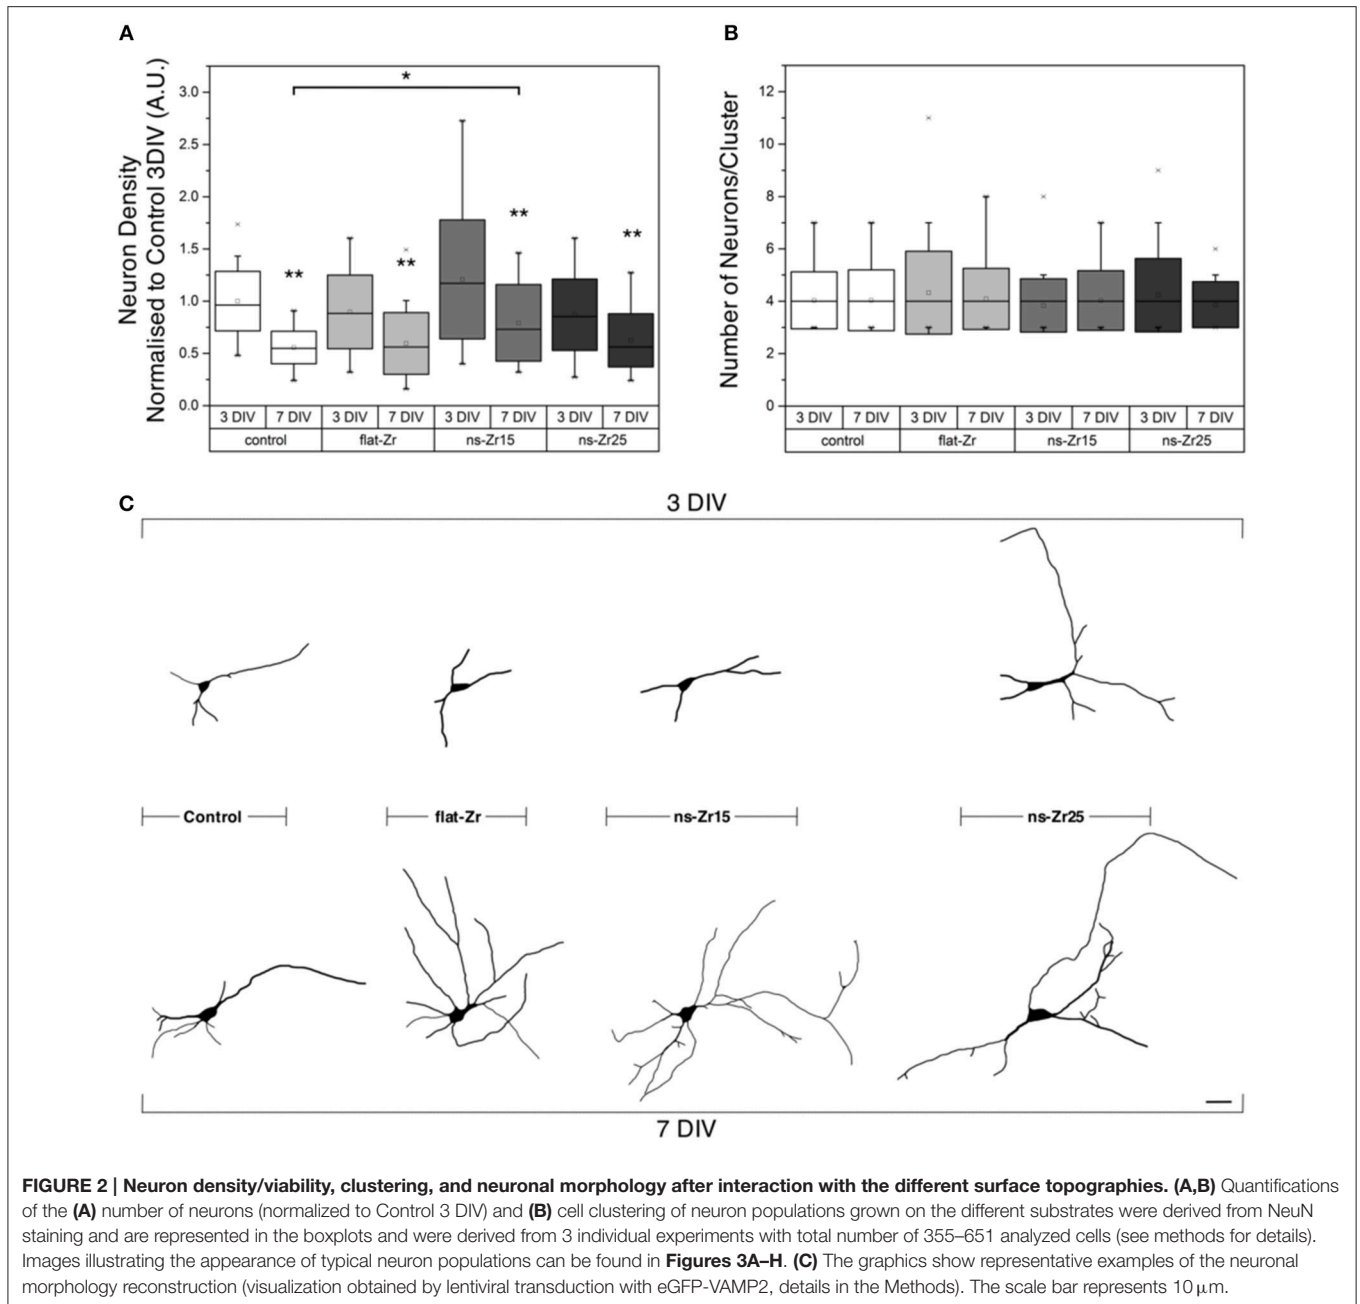 A
B
Neuron Density
Normalised to Control 3DIV (A.U.)
3.0
2.5
2.0
1.5
1.0
0.5
0.0
*
**
**
**
**
3 DIV 7 DIV 3 DIV 7 DIV 3 DIV 7 DIV 3 DIV 7 DIV
control flat-Zr ns-Zr15 ns-Zr25
Number of Neurons/Cluster
12
10
8
6
4
2
0
3 DIV 7 DIV 3 DIV 7 DIV 3 DIV 7 DIV 3 DIV 7 DIV
control flat-Zr ns-Zr15 ns-Zr25
C
3 DIV
Control flat-Zr ns-Zr15 ns-Zr25
7 DIV
FIGURE 2 | Neuron density/viability, clustering, and neuronal morphology after interaction with the different surface topographies. (A,B) Quantifications
of the (A) number of neurons (normalized to Control 3 DIV) and (B) cell clustering of neuron populations grown on the different substrates were derived from NeuN
staining and are represented in the boxplots and were derived from 3 individual experiments with total number of 355–651 analyzed cells (see methods for details).
Images illustrating the appearance of typical neuron populations can be found in Figures 3A–H. (C) The graphics show representative examples of the neuronal
morphology reconstruction (visualization obtained by lentiviral transduction with eGFP-VAMP2, details in the Methods). The scale bar represents 10 μm.